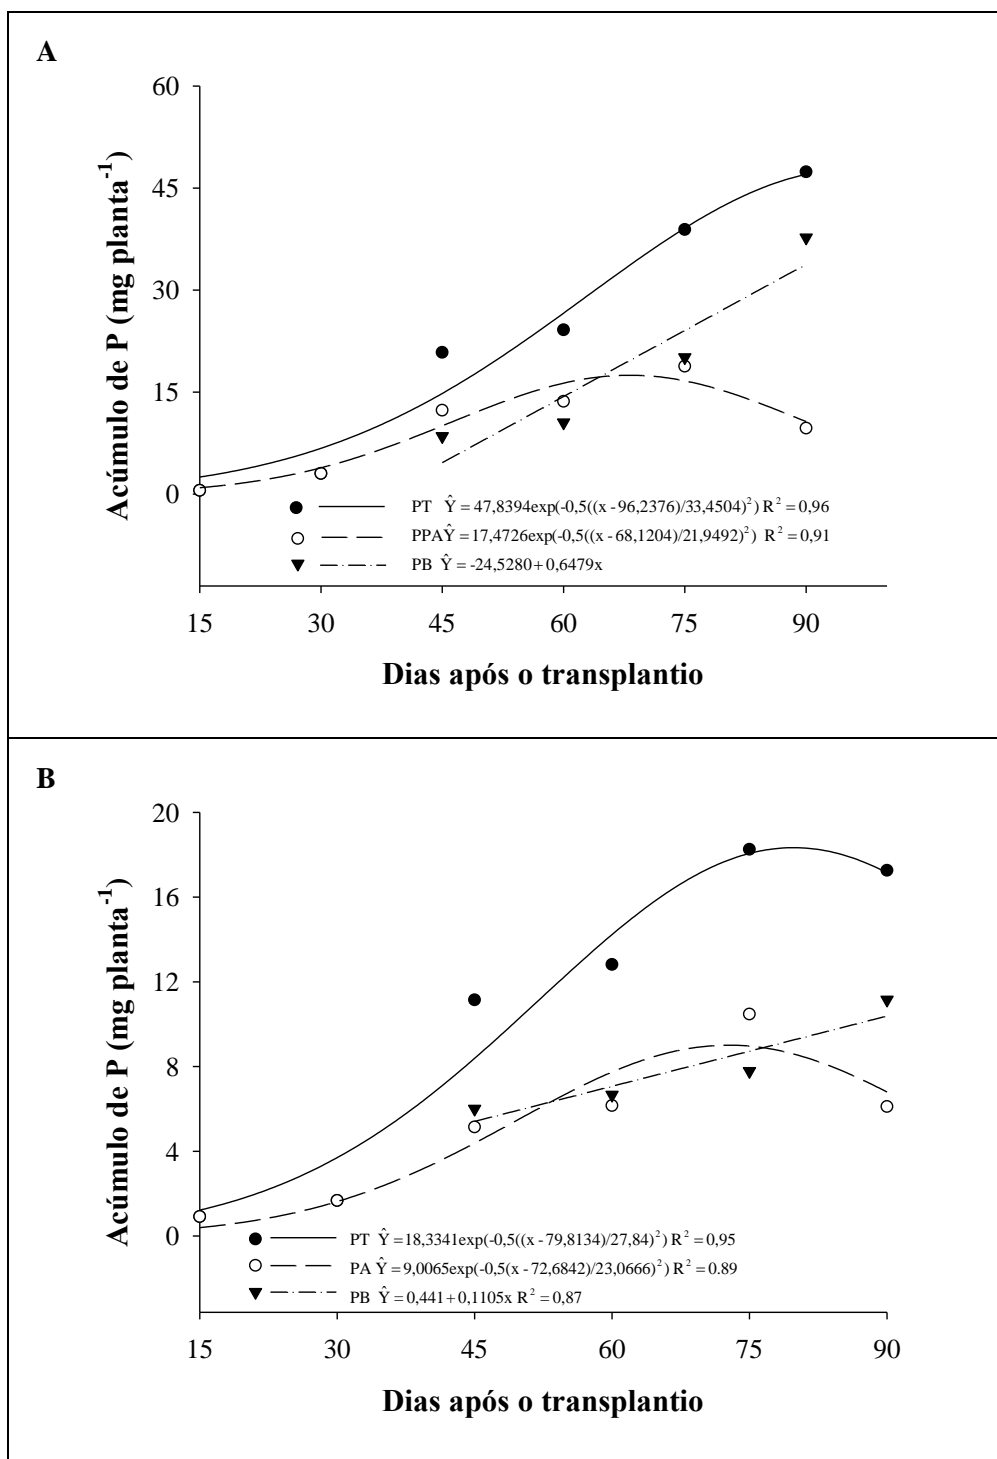 A
Acúmulo de P (mg planta⁻¹)
60
45
30
15
0
PT Ŷ = 47,8394exp(-0,5((x - 96,2376)/33,4504)²) R² = 0,96
PPA Ŷ = 17,4726exp(-0,5((x - 68,1204)/21,9492)²) R² = 0,91
PB Ŷ = -24,5280+0,6479x
15 30 45 60 75 90
Dias após o transplantio
B
Acúmulo de P (mg planta⁻¹)
20
16
12
8
4
0
PT Ŷ = 18,3341exp(-0,5((x - 79,8134)/27,84)²) R² = 0,95
PA Ŷ = 9,0065exp(-0,5(x - 72,6842)/23,0666)²) R² = 0.89
PB Ŷ = 0,441+0,1105x R² = 0,87
15 30 45 60 75 90
Dias após o transplantio